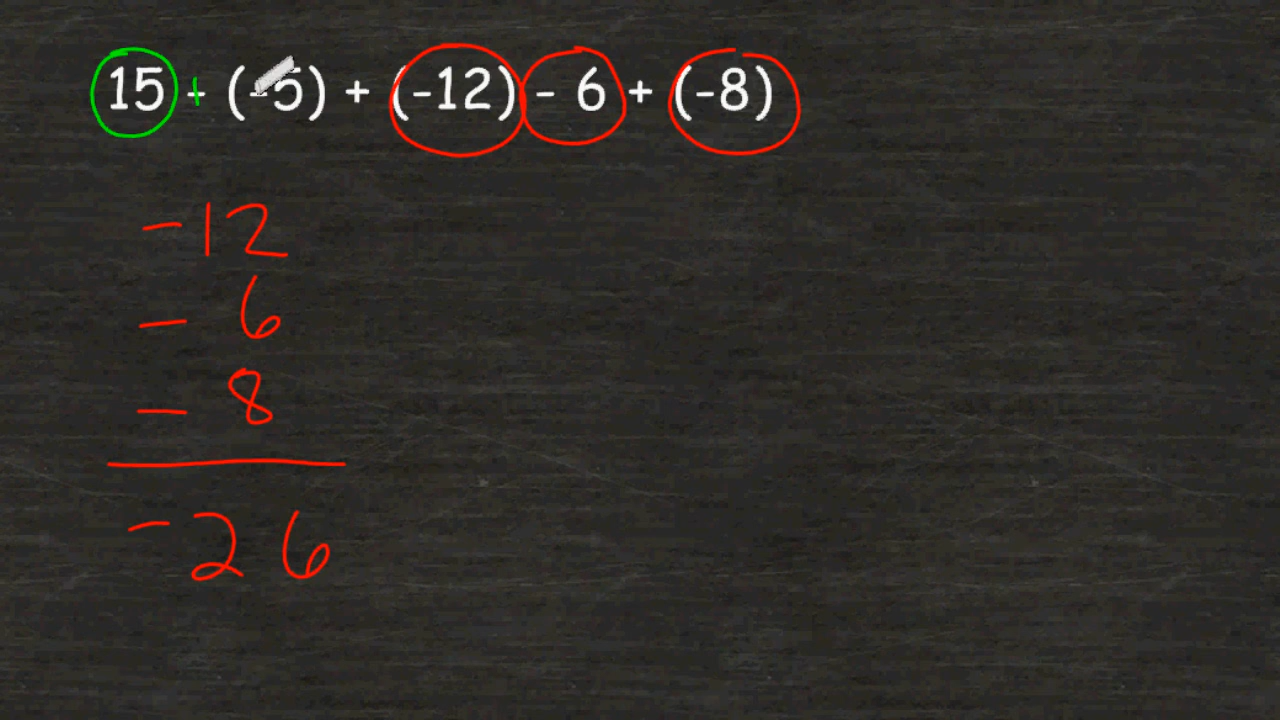 15 + (-5) + (-12) - 6 + (-8)
-12
- 6
- 8
-26